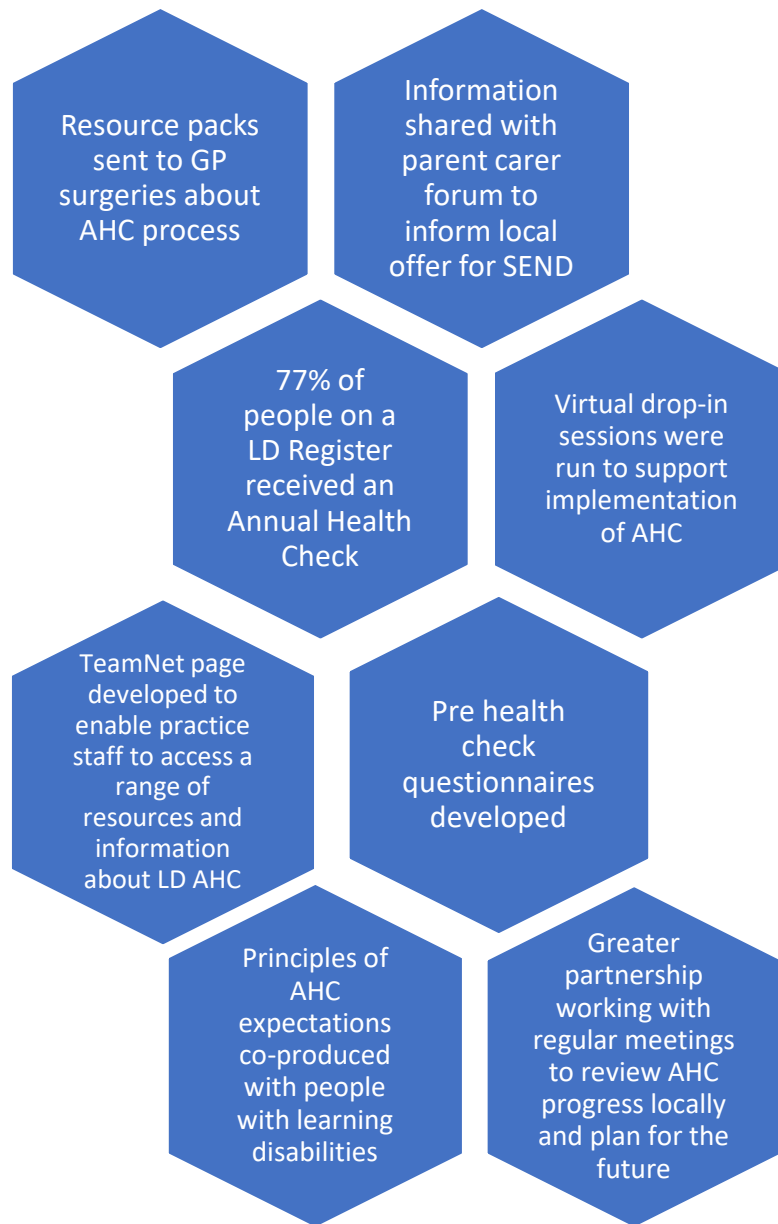 Resource packs
sent to GP
surgeries about
AHC process
Information
shared with
parent carer
forum to
inform local
offer for SEND
77% of
people on a
LD Register
received an
Annual Health
Check
Virtual drop-in
sessions were
run to support
implementation
of AHC
TeamNet page
developed to
enable practice
staff to access a
range of
resources and
information
about LD AHC
Pre health
check
questionnaires
developed
Principles of
AHC
expectations
co-produced
with people
with learning
disabilities
Greater
partnership
working with
regular meetings
to review AHC
progress locally
and plan for the
future